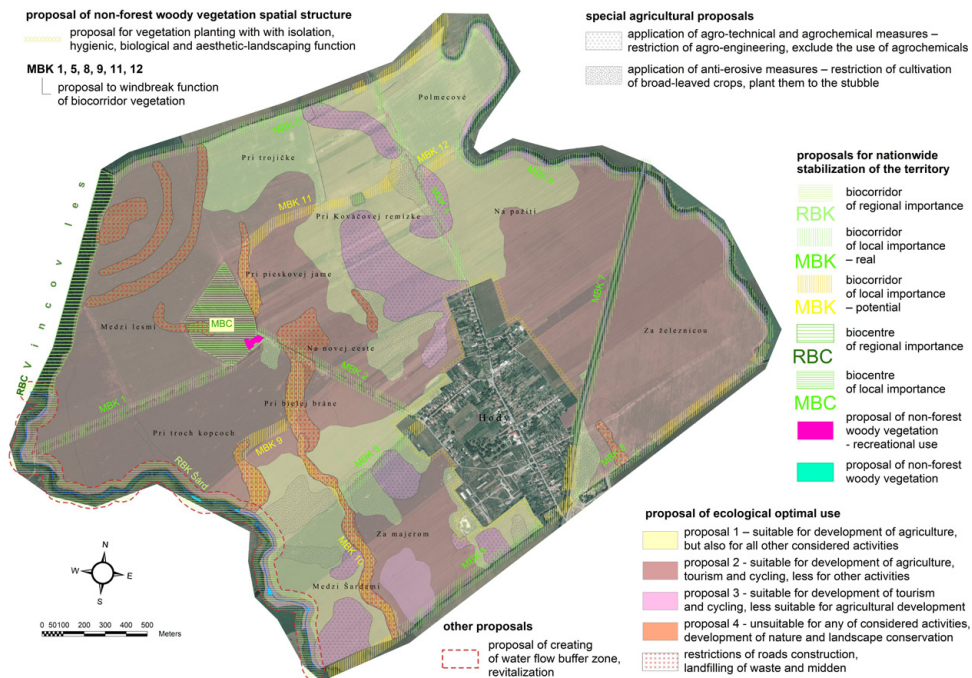 proposal of non-forest woody vegetation spatial structure
proposal for vegetation planting with with isolation,
hygienic, biological and aesthetic-landscaping function
MBK 1, 5, 8, 9, 11, 12
proposal to windbreak function
of biocorridor vegetation
special agricultural proposals
application of agro-technical and agrochemical measures –
restriction of agro-engineering, exclude the use of agrochemicals
application of anti-erosive measures – restriction of cultivation
of broad-leaved crops, plant them to the stubble
proposals for nationwide
stabilization of the territory
biocorridor
of regional importance
RBK
biocorridor
of local importance
– real
MBK
biocorridor
of local importance
– potential
MBK
biocentre
of regional importance
RBC
biocentre
of local importance
MBC
proposal of non-forest
woody vegetation
- recreational use
proposal of non-forest
woody vegetation
proposal of ecological optimal use
proposal 1 – suitable for development of agriculture,
but also for all other considered activities
proposal 2 - suitable for development of agriculture,
tourism and cycling, less for other activities
proposal 3 - suitable for development of tourism
and cycling, less suitable for agricultural development
proposal 4 - unsuitable for any of considered activities,
development of nature and landscape conservation
restrictions of roads construction,
landfilling of waste and midden
other proposals
proposal of creating
of water flow buffer zone,
revitalization
Polmecové
Pri trojičke
MBK 12
MBK 11
Pri Kováčovej remízke
Na pažiti
Pri pieskovej jame
RBC Vincov les
Medzi lesmi
MBC
Na novej ceste
MBK 2
MBK 1
Za železnicou
Pri bielej bráne
Hody
Pri troch kopcoch
MBK 9
RBK Šárd
Za majerom
MBK 10
Medzi Šardami
N
W
E
S
0 50 100 200 300 400 500
Meters